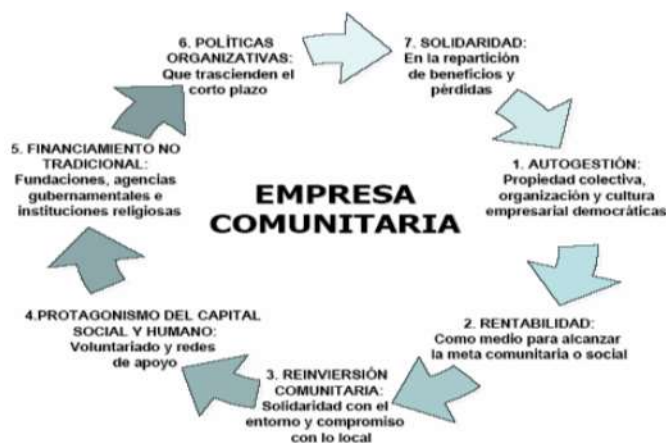 EMPRESA
COMUNITARIA
1. AUTOGESTIÓN:
Propiedad colectiva,
organización y cultura
empresarial democráticas
2. RENTABILIDAD:
Como medio para alcanzar
la meta comunitaria o social
3. REINVIERSIÓN
COMUNITARIA:
Solidaridad con el
entorno y compromiso
con lo local
4.PROTAGONISMO DEL CAPITAL
SOCIAL Y HUMANO:
Voluntariado y redes
de apoyo
5. FINANCIAMIENTO NO
TRADICIONAL:
Fundaciones, agencias
gubernamentales e
instituciones religiosas
6. POLÍTICAS
ORGANIZATIVAS:
Que trascienden el
corto plazo
7. SOLIDARIDAD:
En la repartición
de beneficios y
pérdidas